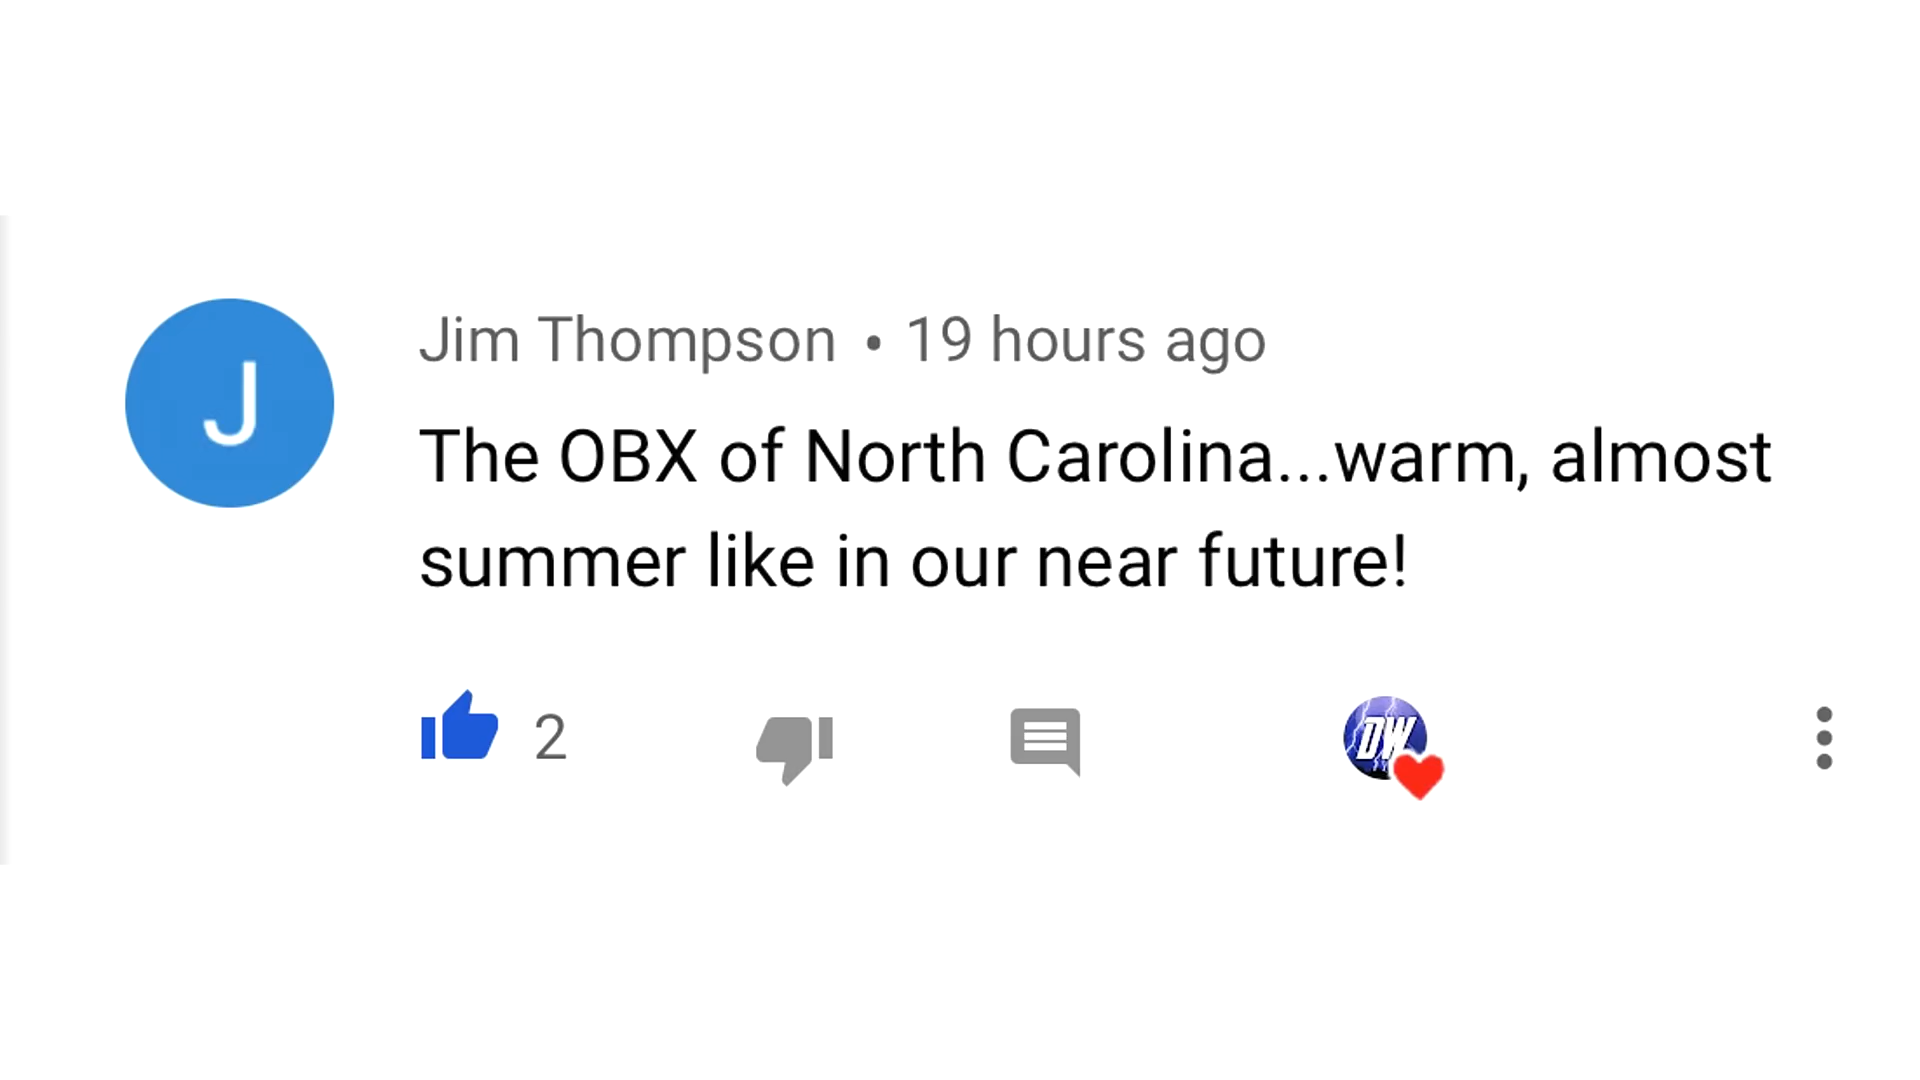 J
Jim Thompson • 19 hours ago
The OBX of North Carolina...warm, almost
summer like in our near future!
2
DW